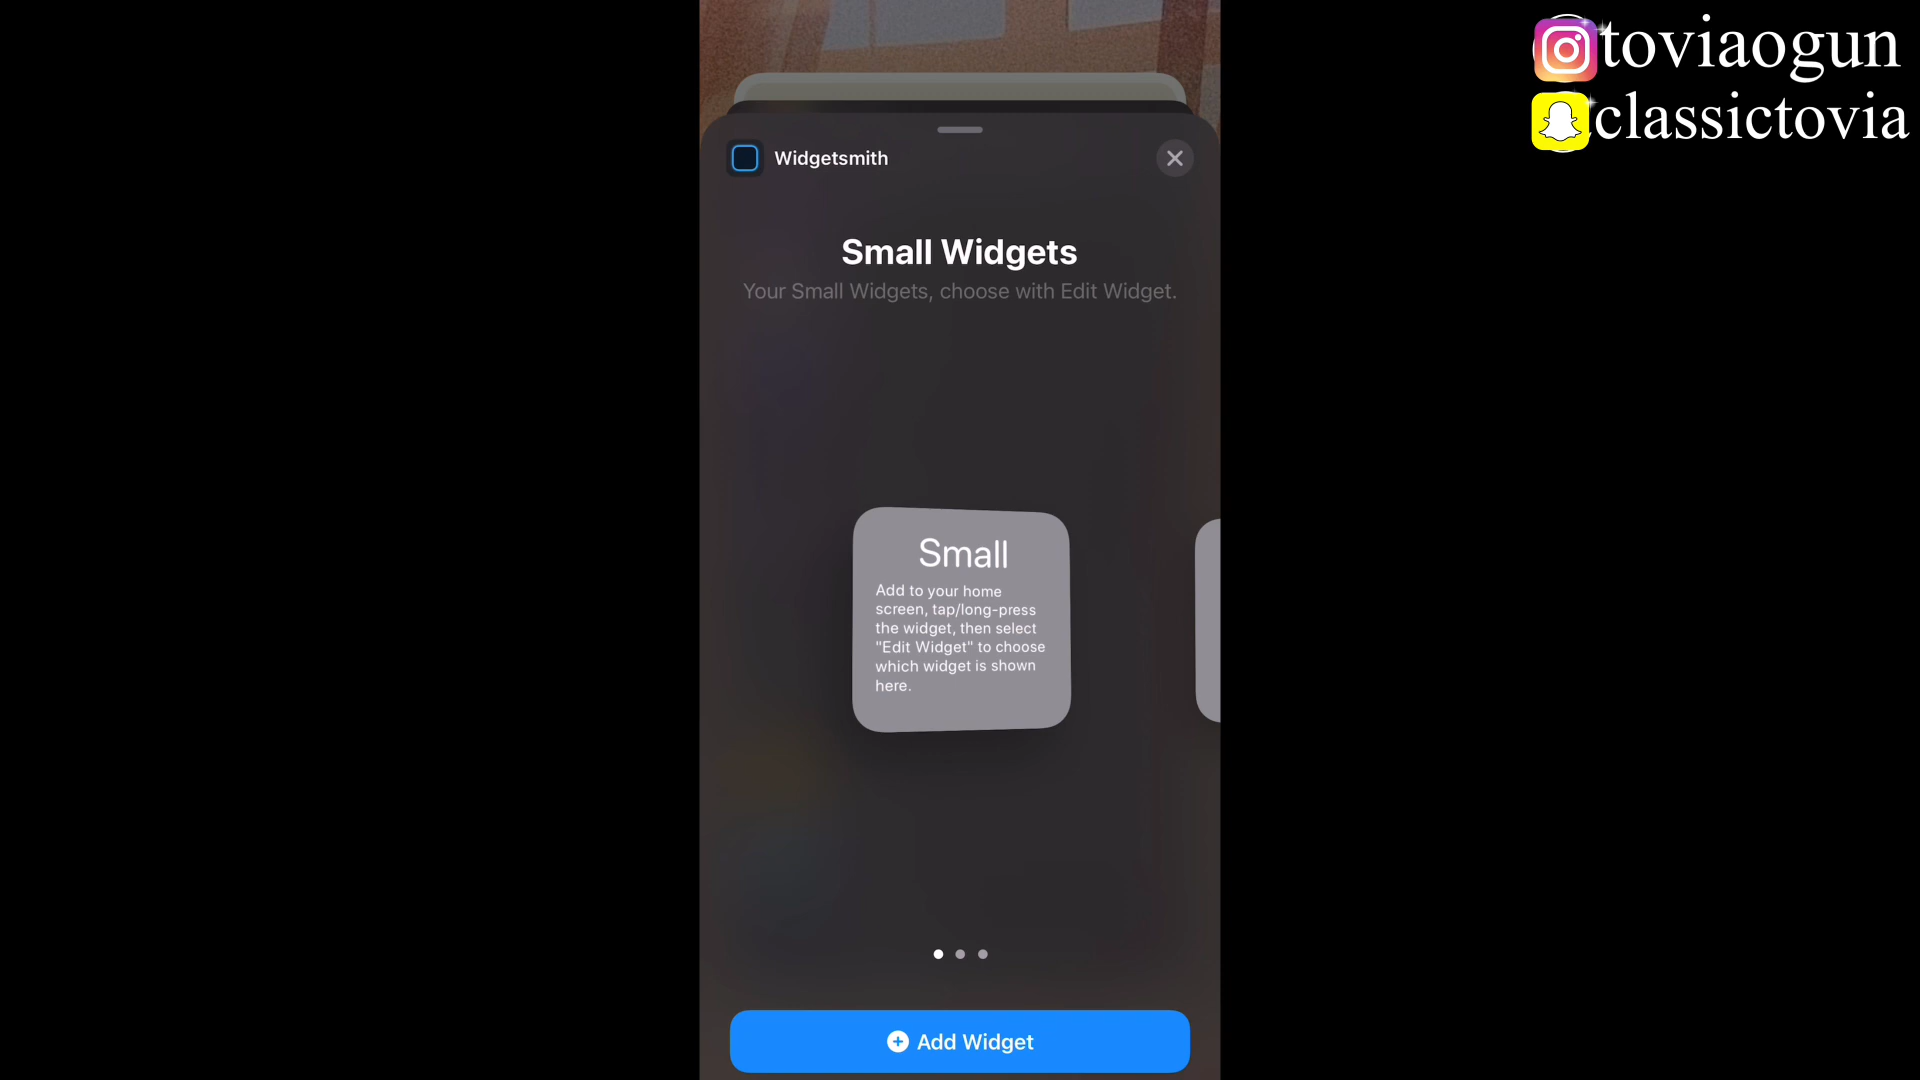 toviaogun
classictovia
Widgetsmith
Small Widgets
Your Small Widgets, choose with Edit Widget.
Small
Add to your home
screen, tap/long-press
the widget, then select
"Edit Widget" to choose
which widget is shown
here.
Add Widget